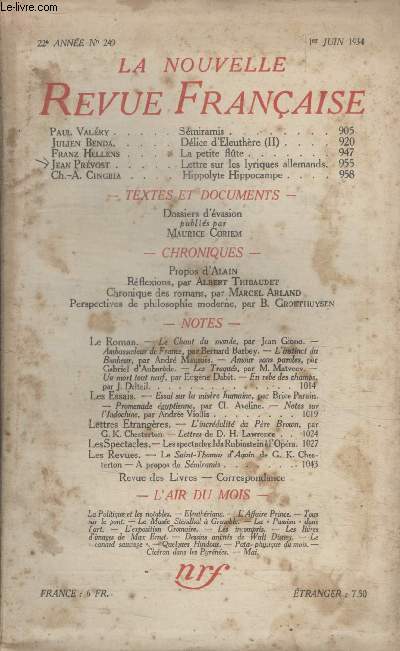 www.le-livre.com
22e ANNÉE No 249 1er JUIN 1934
LA NOUVELLE
REVUE FRANÇAISE
PAUL VALÉRY . . . . . Sémiramis . . . . . . . . 905
JULIEN BENDA. . . . . Délice d'Eleuthère (II) . . . . 920
FRANZ HELLENS . . . . La petite flûte . . . . . . . 947
JEAN PRÉVOST . . . . Lettre sur les lyriques allemands. 955
CH.-A. CINGRIA . . . . Hippolyte Hippocampe . . . . 958
— TEXTES ET DOCUMENTS —
Dossiers d'évasion
publiés par
MAURICE CORIEM
— CHRONIQUES —
Propos d'ALAIN
Réflexions, par ALBERT THIBAUDET
Chronique des romans, par MARCEL ARLAND
Perspectives de philosophie moderne, par B. GROETHUYSEN
— NOTES —
Le Roman. — Le Chant du monde, par Jean Giono. —
Ambassadeur de France, par Bernard Barbey. — L'instinct du
Bonheur, par André Maurois. — Amour sans paroles, par
Gabriel d'Aubarède. — Les Traqués, par M. Matveev. —
Un mort tout neuf, par Eugène Dabit. — En robe des champs,
par J. Delteil. . . . . . . . . . . . . . . . 1014
Les Essais. — Essai sur la misère humaine, par Brice Parain.
— Promenade égyptienne, par Cl. Aveline. — Notes sur
l'Indochine, par Andrée Viollis . . . . . . . . . . 1019
Lettres Étrangères. — L'incrédulité du Père Brown, par
G. K. Chesterton. — Lettres de D. H. Lawrence . . . 1024
Les Spectacles. — Les spectacles Ida Rubinstein à l'Opéra. 1027
Les Revues. — Le Saint-Thomas d'Aquin de G. K. Ches-
terton — A propos de Sémiramis. . . . . . . . . 1043
Revue des Livres — Correspondance
— L'AIR DU MOIS —
La Politique et les notables. — Eleuthériana. — L'Affaire Prince. — Tous
sur le pont. — Le Musée Stendhal à Grenoble. — La « Passion » dans
l'art. — L'exposition Cézanne. — Les incompris. — Les livres
d'images de Max Ernst. — Dessins animés de Walt Disney. — Le
canard sauvage ». — Quelques Hindous. — Pata-physique du mois. —
Cicéron dans les Pyrénées. — Mai.
nrf
FRANCE : 6 FR. ÉTRANGER : 7.50